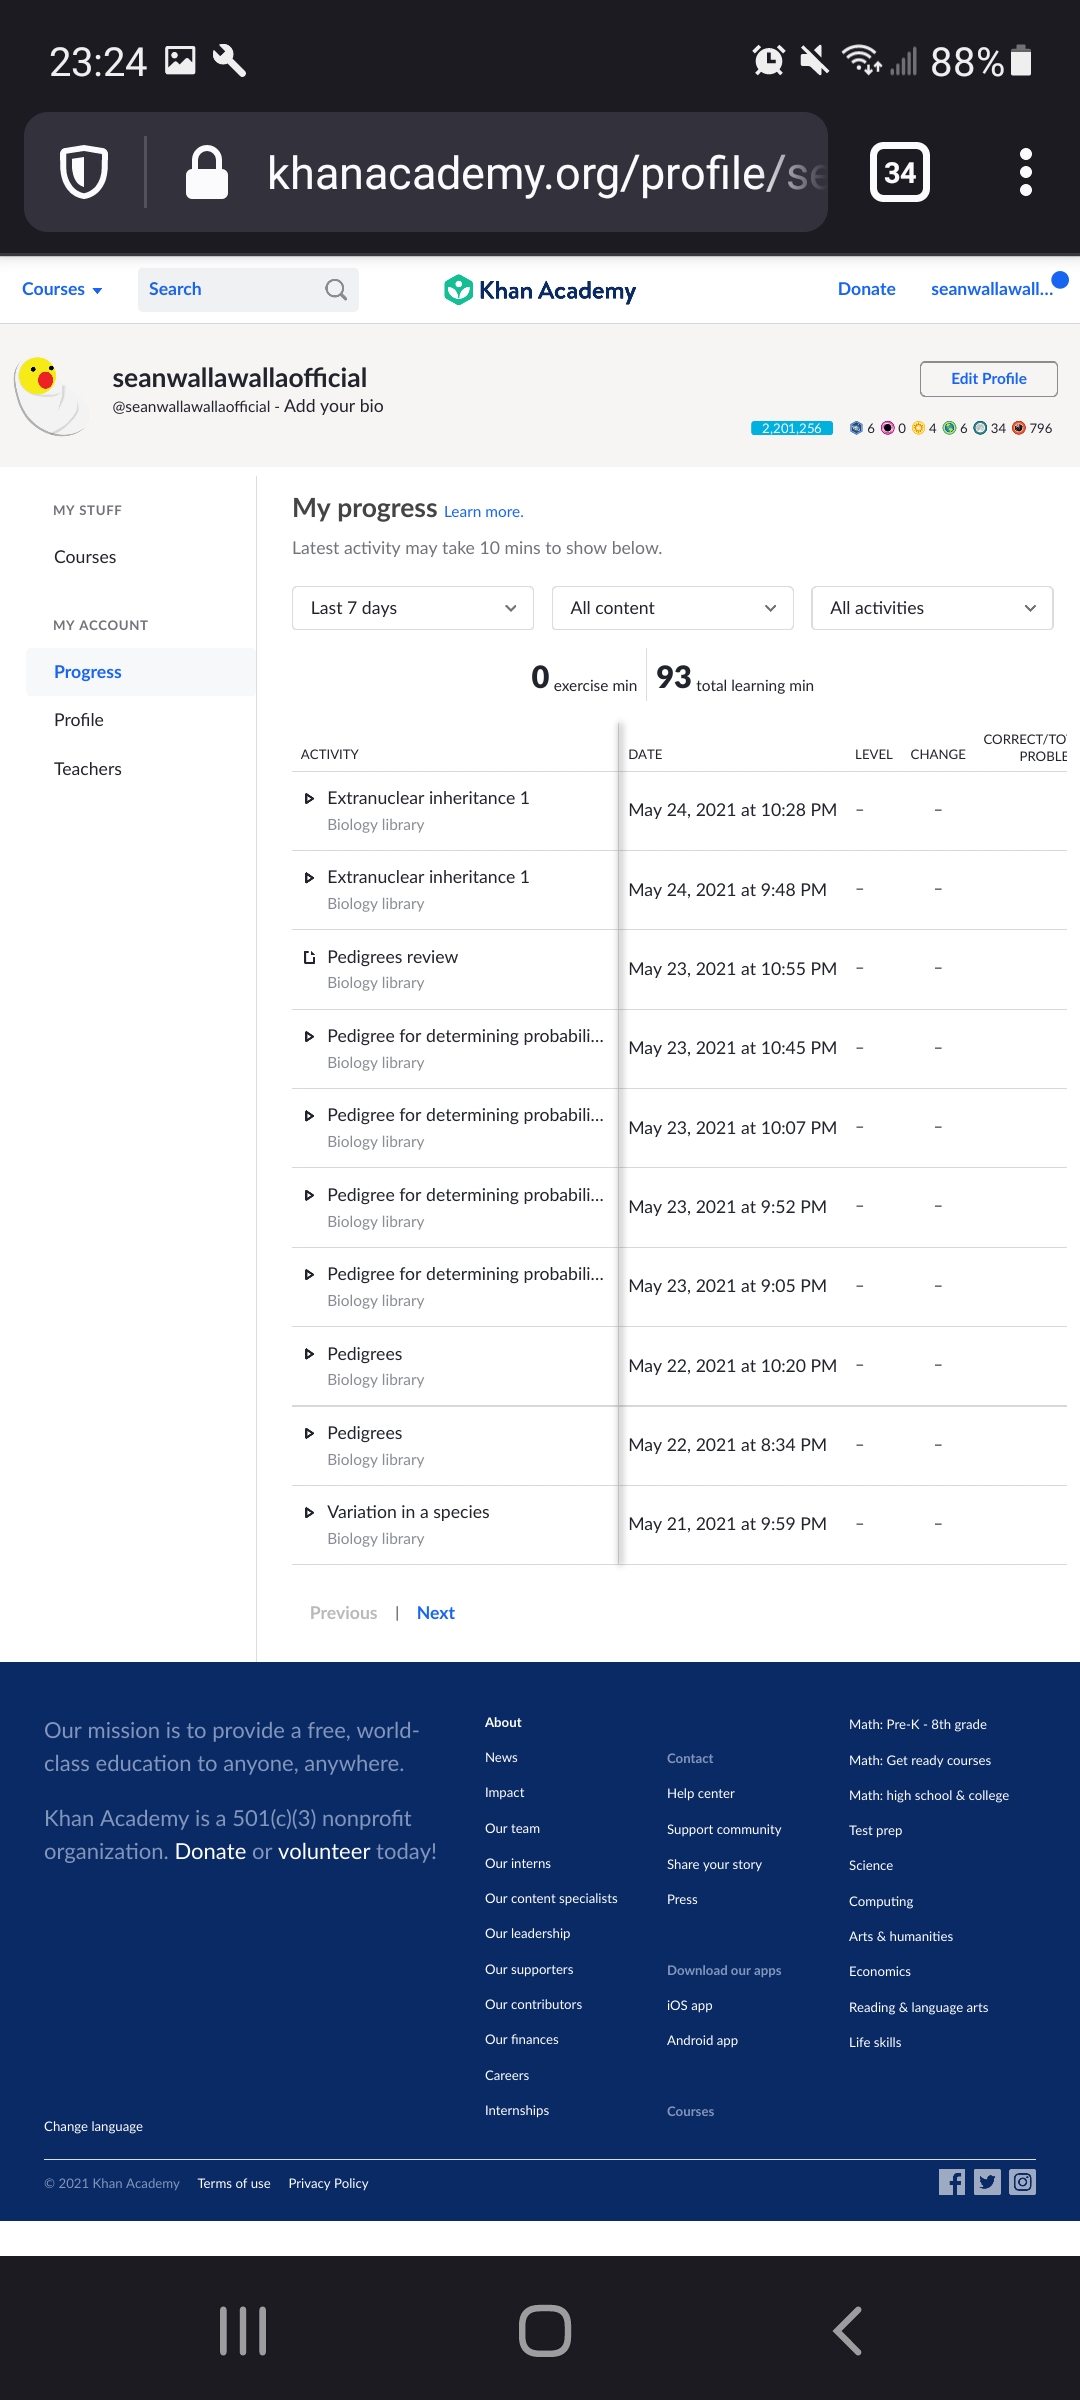 23:24
88%
khanacademy.org/profile/se
34
Courses
Search
Khan Academy
Donate
seanwallawall...
seanwallawallaofficial
@seanwallawallaofficial - Add your bio
Edit Profile
2,201,256
6
0
4
6
34
796
MY STUFF
Courses
MY ACCOUNT
Progress
Profile
Teachers
My progress Learn more.
Latest activity may take 10 mins to show below.
Last 7 days
All content
All activities
0 exercise min
93 total learning min
ACTIVITY
DATE
LEVEL
CHANGE
CORRECT/TO
PROBLE
Extranuclear inheritance 1
Biology library
May 24, 2021 at 10:28 PM
–
–
Extranuclear inheritance 1
Biology library
May 24, 2021 at 9:48 PM
–
–
Pedigrees review
Biology library
May 23, 2021 at 10:55 PM
–
–
Pedigree for determining probabili...
Biology library
May 23, 2021 at 10:45 PM
–
–
Pedigree for determining probabili...
Biology library
May 23, 2021 at 10:07 PM
–
–
Pedigree for determining probabili...
Biology library
May 23, 2021 at 9:52 PM
–
–
Pedigree for determining probabili...
Biology library
May 23, 2021 at 9:05 PM
–
–
Pedigrees
Biology library
May 22, 2021 at 10:20 PM
–
–
Pedigrees
Biology library
May 22, 2021 at 8:34 PM
–
–
Variation in a species
Biology library
May 21, 2021 at 9:59 PM
–
–
Previous | Next
Our mission is to provide a free, world-
class education to anyone, anywhere.
Khan Academy is a 501(c)(3) nonprofit
organization. Donate or volunteer today!
Change language
About
News
Impact
Our team
Our interns
Our content specialists
Our leadership
Our supporters
Our contributors
Our finances
Careers
Internships
Contact
Help center
Support community
Share your story
Press
Download our apps
iOS app
Android app
Courses
Math: Pre-K - 8th grade
Math: Get ready courses
Math: high school & college
Test prep
Science
Computing
Arts & humanities
Economics
Reading & language arts
Life skills
© 2021 Khan Academy
Terms of use
Privacy Policy